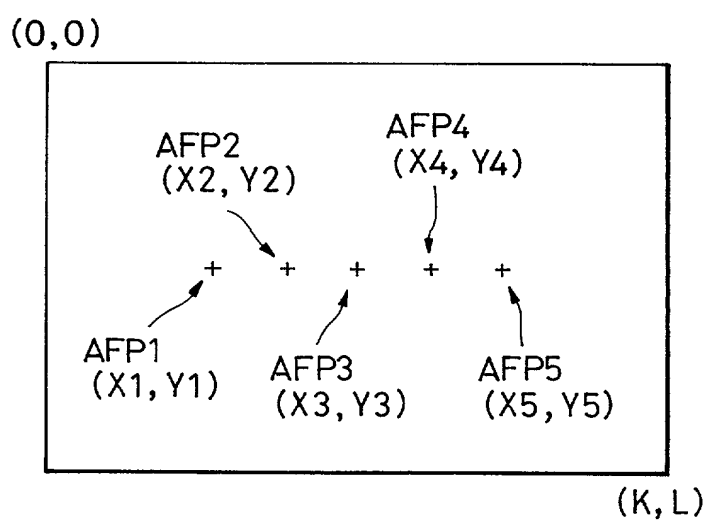 (0,0)
AFP2
(X2, Y2)
AFP4
(X4, Y4)
AFP1
(X1, Y1)
AFP3
(X3, Y3)
AFP5
(X5, Y5)
(K, L)